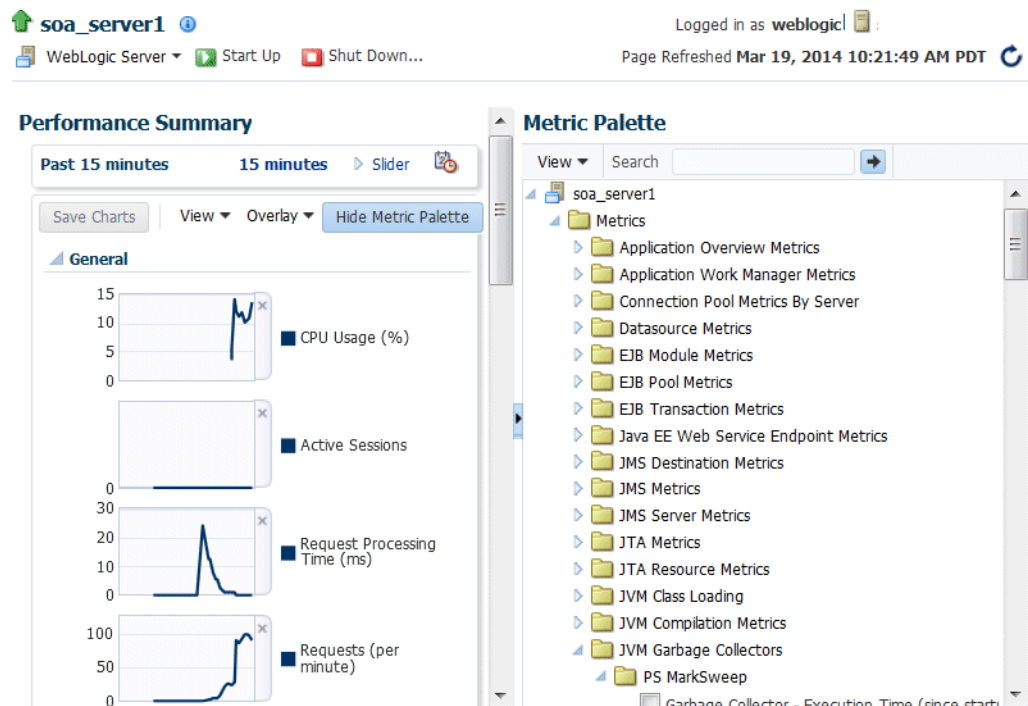 soa_server1
Logged in as weblogic
WebLogic Server Start Up Shut Down...
Page Refreshed Mar 19, 2014 10:21:49 AM PDT
Performance Summary
Past 15 minutes 15 minutes Slider
Save Charts View Overlay Hide Metric Palette
General
15
10
5
0
CPU Usage (%)
0
Active Sessions
30
20
10
0
Request Processing
Time (ms)
100
50
0
Requests (per
minute)
Metric Palette
View Search
soa_server1
Metrics
Application Overview Metrics
Application Work Manager Metrics
Connection Pool Metrics By Server
Datasource Metrics
EJB Module Metrics
EJB Pool Metrics
EJB Transaction Metrics
Java EE Web Service Endpoint Metrics
JMS Destination Metrics
JMS Metrics
JMS Server Metrics
JTA Metrics
JTA Resource Metrics
JVM Class Loading
JVM Compilation Metrics
JVM Garbage Collectors
PS MarkSweep
Garbage Collector - Execution Time (since start